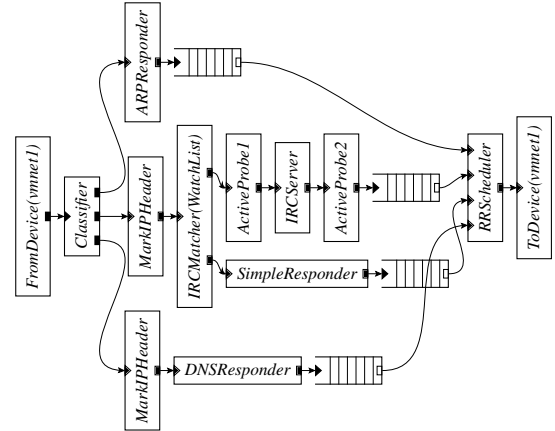 FromDevice(vmnet1)
Classifier
ARPResponder
MarkIPHeader
MarkIPHeader
IRCMatcher(WatchList)
ActiveProbe1
IRCServer
ActiveProbe2
SimpleResponder
DNSResponder
RRScheduler
ToDevice(vmnet1)